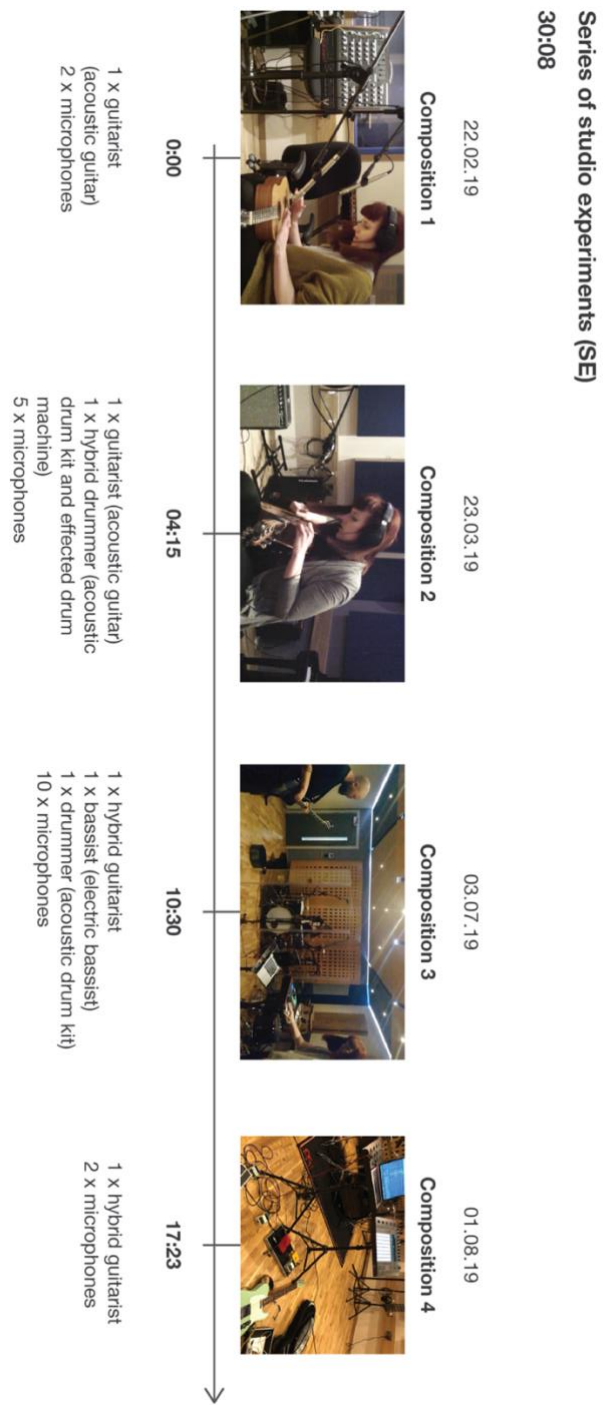 Series of studio experiments (SE)
30:08
22.02.19
Composition 1
0:00
1 x guitarist
(acoustic guitar)
2 x microphones
23.03.19
Composition 2
04:15
1 x guitarist (acoustic guitar)
1 x hybrid drummer (acoustic
drum kit and effected drum
machine)
5 x microphones
03.07.19
Composition 3
10:30
1 x hybrid guitarist
1 x bassist (electric bassist)
1 x drummer (acoustic drum kit)
10 x microphones
01.08.19
Composition 4
17:23
1 x hybrid guitarist
2 x microphones